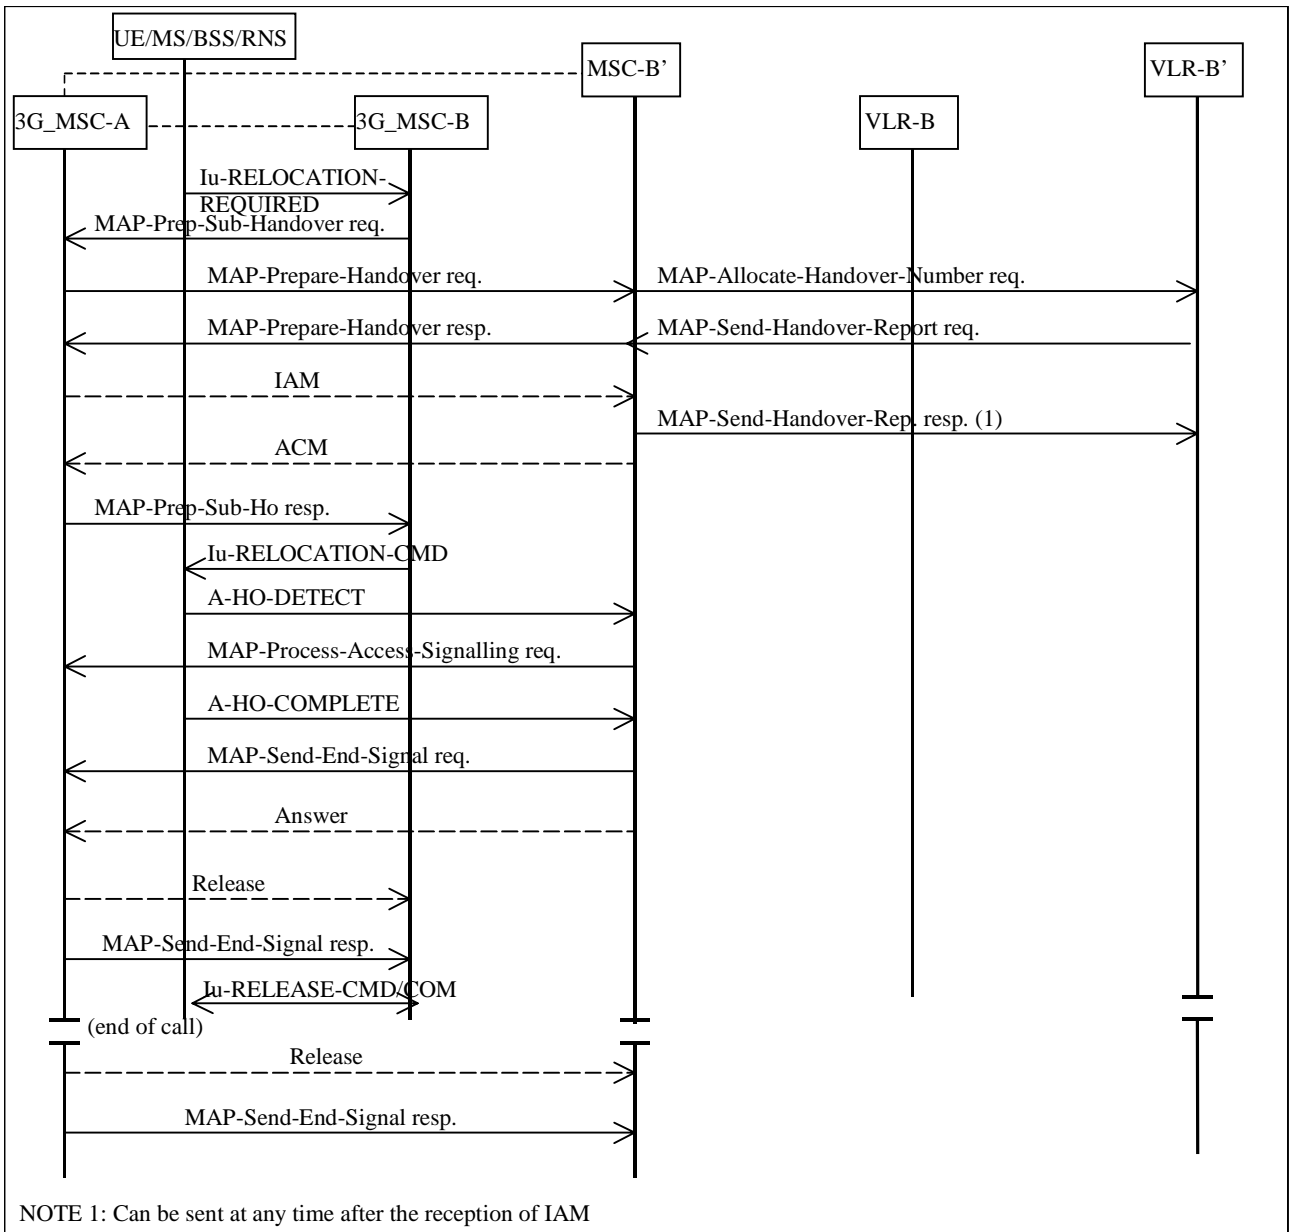 UE/MS/BSS/RNS
MSC-B’
VLR-B’
3G_MSC-A
3G_MSC-B
VLR-B
Iu-RELOCATION-
REQUIRED
MAP-Prep-Sub-Handover req.
MAP-Prepare-Handover req.
MAP-Allocate-Handover-Number req.
MAP-Prepare-Handover resp.
MAP-Send-Handover-Report req.
IAM
MAP-Send-Handover-Rep. resp. (1)
ACM
MAP-Prep-Sub-Ho resp.
Iu-RELOCATION-CMD
A-HO-DETECT
MAP-Process-Access-Signalling req.
A-HO-COMPLETE
MAP-Send-End-Signal req.
Answer
Release
MAP-Send-End-Signal resp.
Iu-RELEASE-CMD/COM
(end of call)
Release
MAP-Send-End-Signal resp.
NOTE 1: Can be sent at any time after the reception of IAM